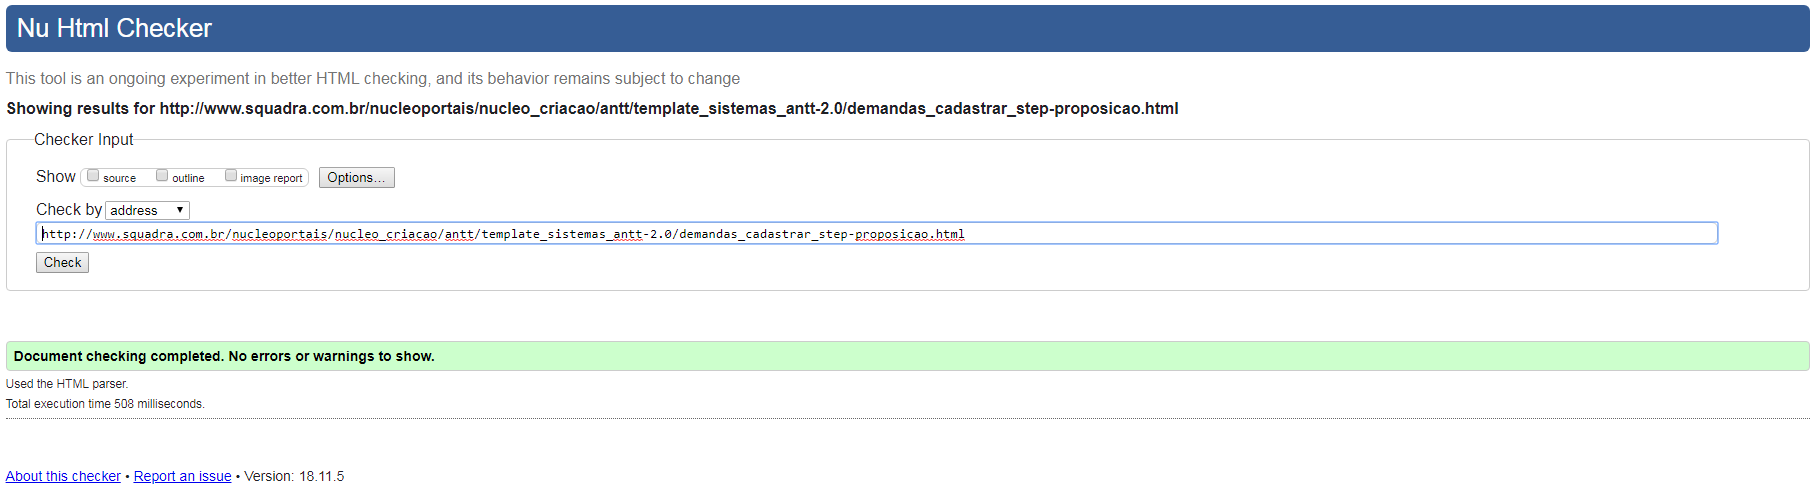 Nu Html Checker
This tool is an ongoing experiment in better HTML checking, and its behavior remains subject to change
Showing results for http://www.squadra.com.br/nucleoportais/nucleo_criacao/antt/template_sistemas_antt-2.0/demandas_cadastrar_step-proposicao.html
Checker Input
Show source outline image report Options...
Check by address
http://www.squadra.com.br/nucleoportais/nucleo_criacao/antt/template_sistemas_antt-2.0/demandas_cadastrar_step-proposicao.html
Check
Document checking completed. No errors or warnings to show.
Used the HTML parser.
Total execution time 508 milliseconds.
About this checker • Report an issue • Version: 18.11.5